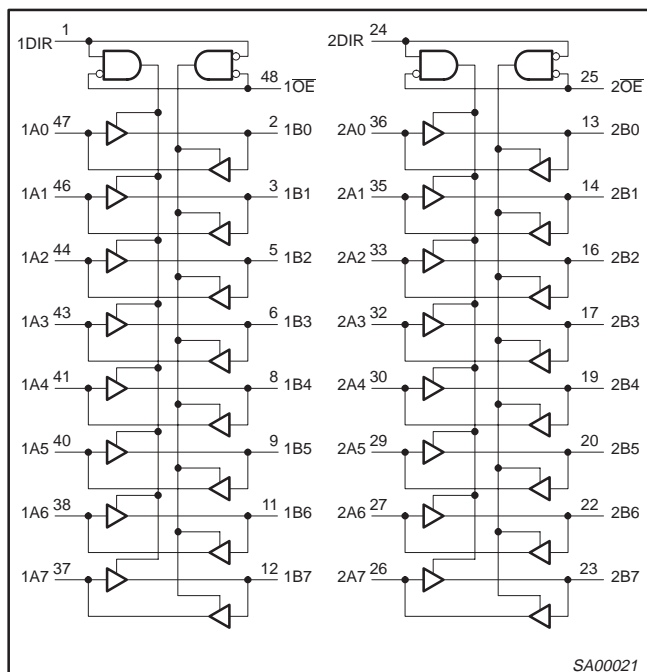 1DIR 1
2DIR 24
48 1O̅E̅
25 2O̅E̅
1A0 47
2 1B0
2A0 36
13 2B0
1A1 46
3 1B1
2A1 35
14 2B1
1A2 44
5 1B2
2A2 33
16 2B2
1A3 43
6 1B3
2A3 32
17 2B3
1A4 41
8 1B4
2A4 30
19 2B4
1A5 40
9 1B5
2A5 29
20 2B5
1A6 38
11 1B6
2A6 27
22 2B6
1A7 37
12 1B7
2A7 26
23 2B7
SA00021